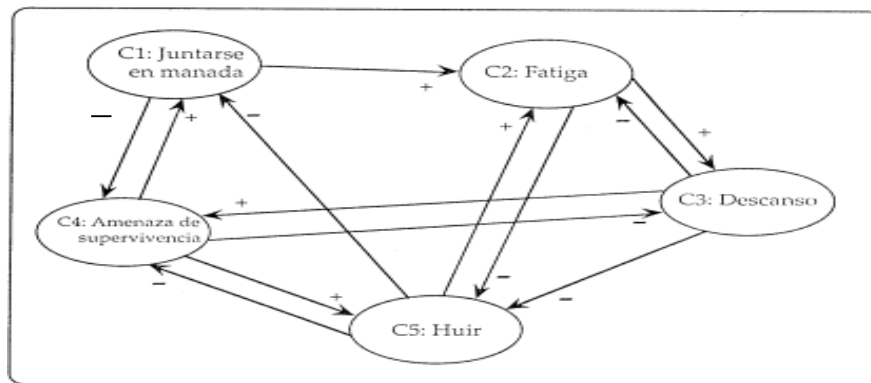 C1: Juntarse
en manada
C2: Fatiga
+
−
+
−
+
−
+
+
C3: Descanso
C4: Amenaza de
supervivencia
−
−
−
+
−
−
C5: Huir